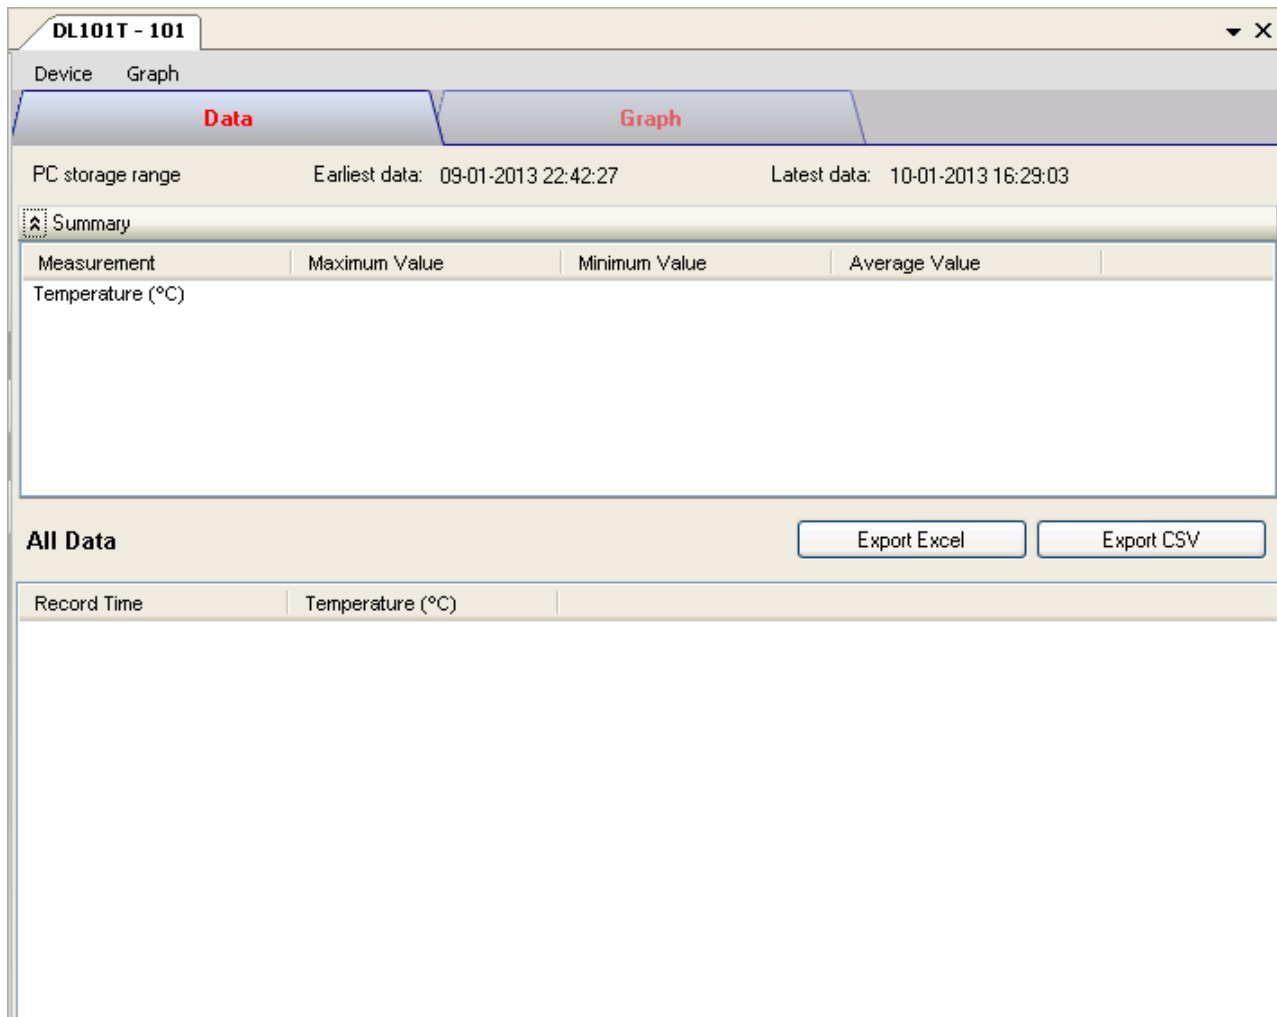 DL101T - 101
Device Graph
Data Graph
PC storage range Earliest data: 09-01-2013 22:42:27 Latest data: 10-01-2013 16:29:03
Summary
Measurement Maximum Value Minimum Value Average Value
Temperature (°C)
All Data Export Excel Export CSV
Record Time Temperature (°C)